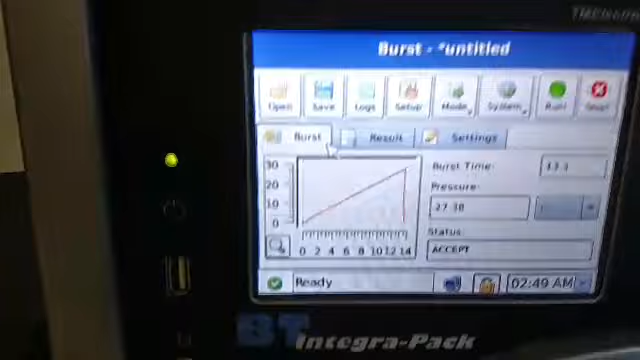 Burst - *untitled
Open Save Logs Setup Mode System Run Stop
Burst Result Settings
30
20
10
0
0 2 4 6 8 10 12 14
Burst Time:
Pressure:
Status:
ACCEPT
Ready 02:49 AM
BT Integra-Pack